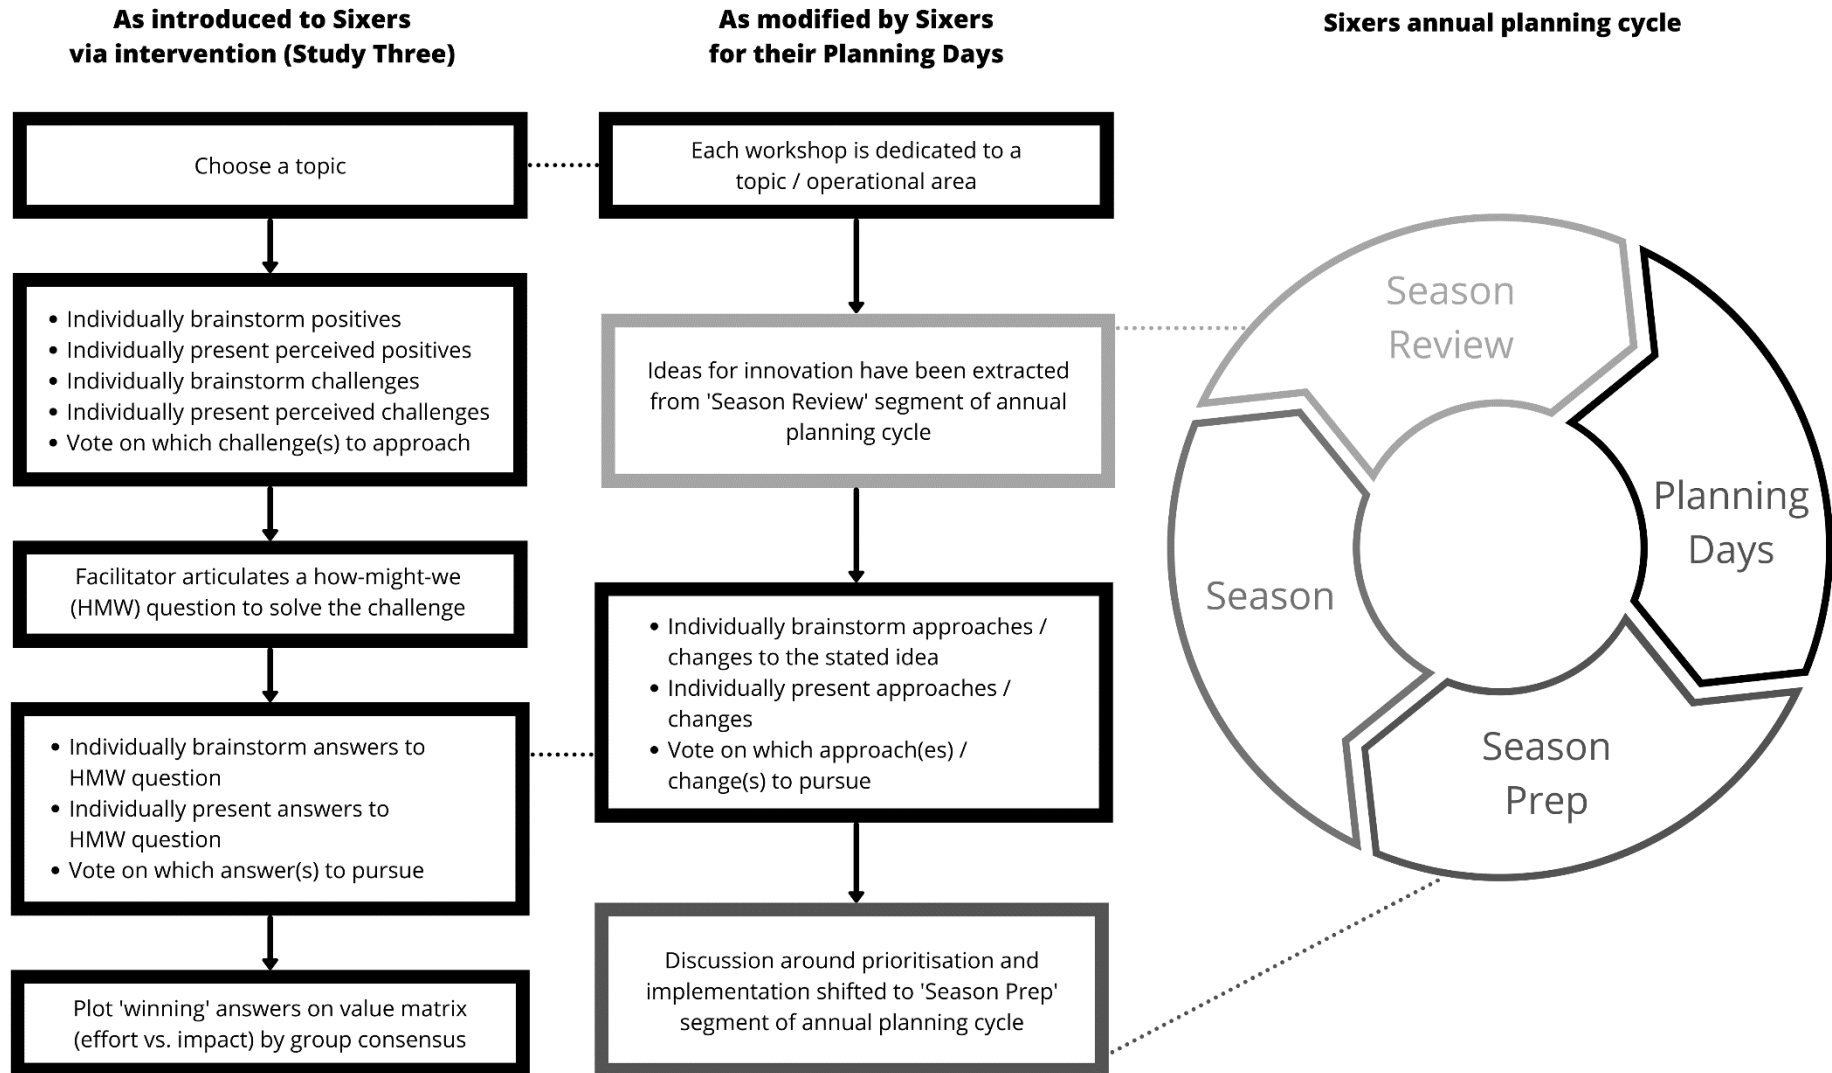 As introduced to Sixers
via intervention (Study Three)
Choose a topic
• Individually brainstorm positives
• Individually present perceived positives
• Individually brainstorm challenges
• Individually present perceived challenges
• Vote on which challenge(s) to approach
Facilitator articulates a how-might-we
(HMW) question to solve the challenge
• Individually brainstorm answers to
HMW question
• Individually present answers to
HMW question
• Vote on which answer(s) to pursue
Plot 'winning' answers on value matrix
(effort vs. impact) by group consensus
As modified by Sixers
for their Planning Days
Each workshop is dedicated to a
topic / operational area
Ideas for innovation have been extracted
from 'Season Review' segment of annual
planning cycle
• Individually brainstorm approaches /
changes to the stated idea
• Individually present approaches /
changes
• Vote on which approach(es) /
change(s) to pursue
Discussion around prioritisation and
implementation shifted to 'Season Prep'
segment of annual planning cycle
Sixers annual planning cycle
Season
Review
Planning
Days
Season
Prep
Season